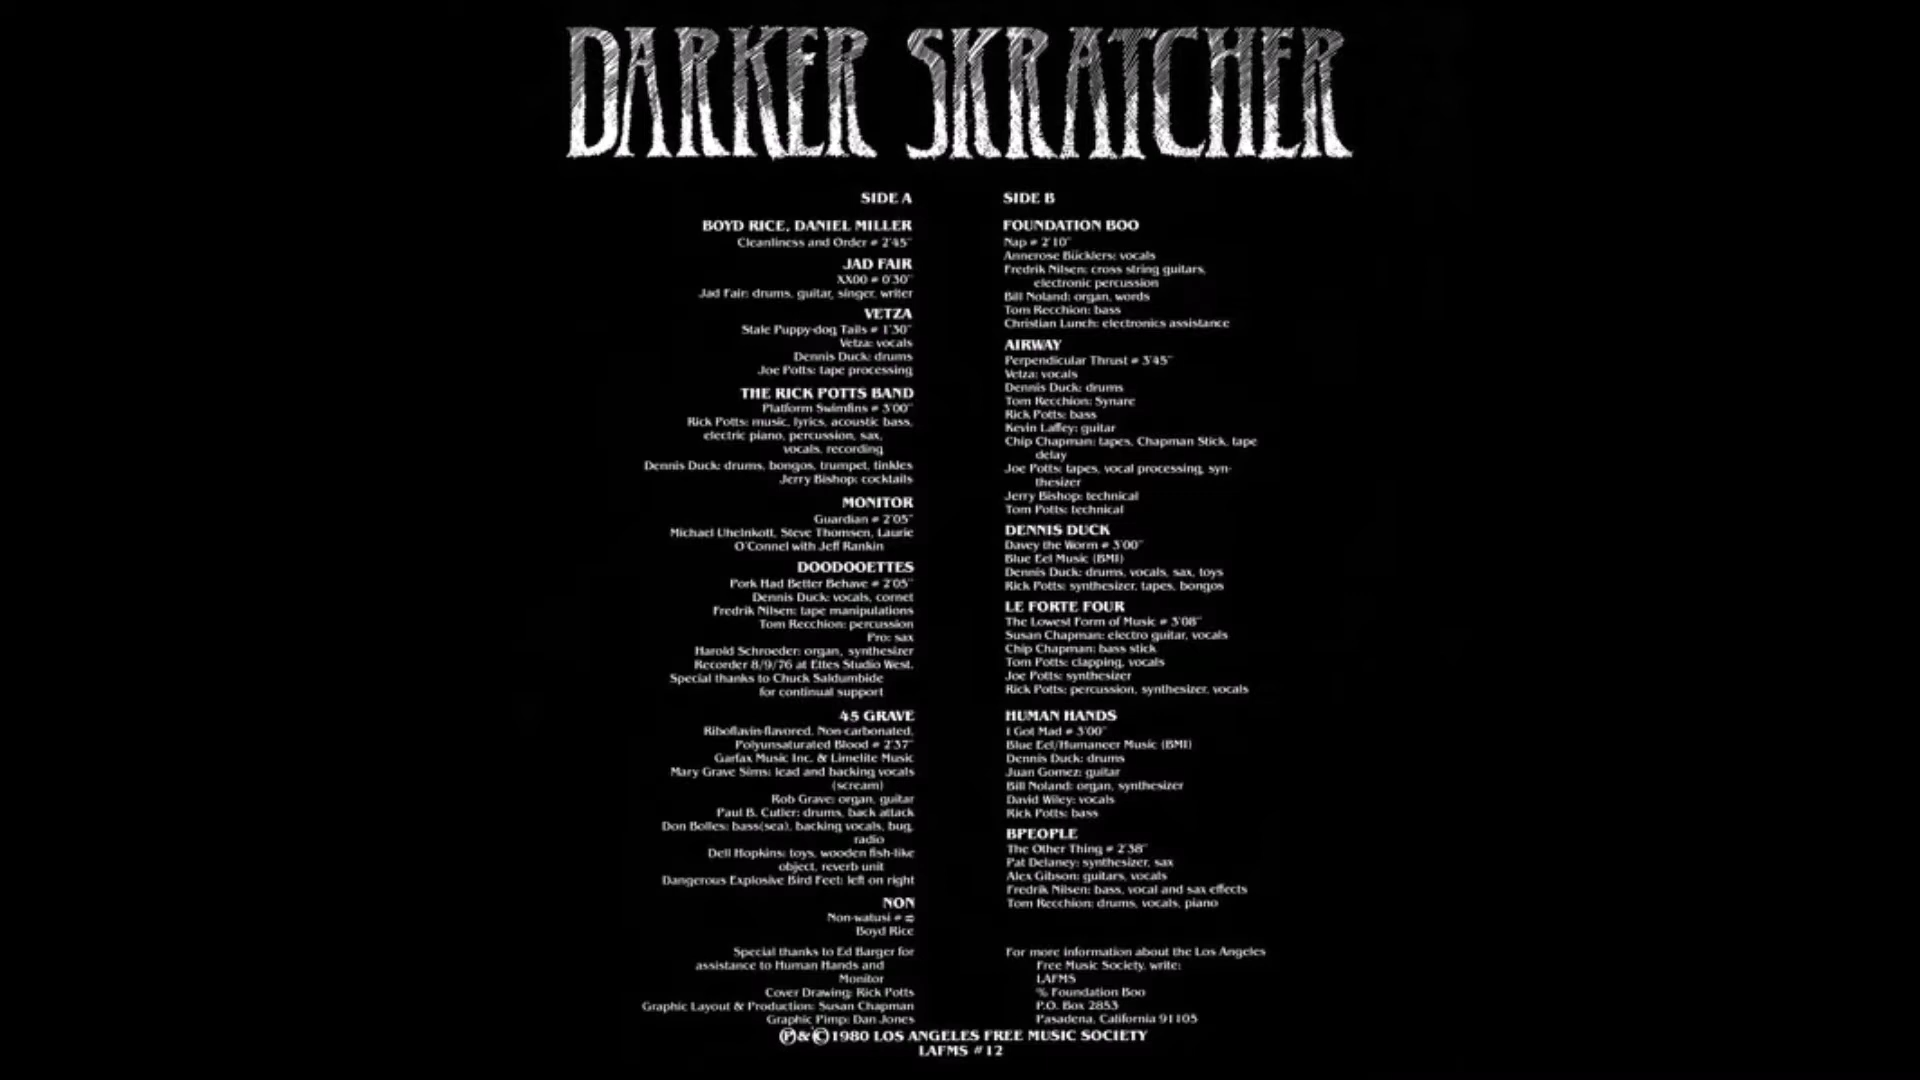 DARKER SKRATCHER
SIDE A
BOYD RICE, DANIEL MILLER
Cleanliness and Order # 2'45"
JAD FAIR
XX00 # 0'30"
Jad Fair: drums, guitar, singer, writer
VETZA
Stale Puppy-dog Tails # 1'30"
Vetza: vocals
Dennis Duck: drums
Joe Potts: tape processing
THE RICK POTTS BAND
Platform Swimfins # 3'00"
Rick Potts: music, lyrics, acoustic bass,
electric piano, percussion, sax,
vocals, recording
Dennis Duck: drums, bongos, trumpet, tinkles
Jerry Bishop: cocktails
MONITOR
Guardian # 2'05"
Michael Uhelnkott, Steve Thomsen, Laurie
O'Connel with Jeff Rankin
DOODOOETTES
Pork Had Better Behave # 2'05"
Dennis Duck: vocals, cornet
Fredrik Nilsen: tape manipulations
Tom Recchion: percussion
Pro: sax
Harold Schroeder: organ, synthesizer
Recorder 8/9/76 at Ettes Studio West.
Special thanks to Chuck Saldumbide
for continual support
45 GRAVE
Riboflavin-flavored, Non-carbonated,
Polyunsaturated Blood # 2'37"
Garfax Music Inc. & Limelite Music
Mary Grave Sims: lead and backing vocals
(scream)
Rob Grave: organ, guitar
Paul B. Cutler: drums, back attack
Don Bolles: bass(sea), backing vocals, bug,
radio
Dell Hopkins: toys, wooden fish-like
object, reverb unit
Dangerous Explosive Bird Feet: left on right
NON
Non-watusi #
Boyd Rice
Special thanks to Ed Barger for
assistance to Human Hands and
Monitor
Cover Drawing: Rick Potts
Graphic Layout & Production: Susan Chapman
Graphic Pimp: Dan Jones
SIDE B
FOUNDATION BOO
Nap # 2'10"
Annerose Bücklers: vocals
Fredrik Nilsen: cross string guitars,
electronic percussion
Bill Noland: organ, words
Tom Recchion: bass
Christian Lunch: electronics assistance
AIRWAY
Perpendicular Thrust # 3'45"
Vetza: vocals
Dennis Duck: drums
Tom Recchion: Synare
Rick Potts: bass
Kevin Laffey: guitar
Chip Chapman: tapes, Chapman Stick, tape
delay
Joe Potts: tapes, vocal processing, syn-
thesizer
Jerry Bishop: technical
Tom Potts: technical
DENNIS DUCK
Davey the Worm # 3'00"
Blue Eel Music (BMI)
Dennis Duck: drums, vocals, sax, toys
Rick Potts: synthesizer, tapes, bongos
LE FORTE FOUR
The Lowest Form of Music # 3'08"
Susan Chapman: electro guitar, vocals
Chip Chapman: bass stick
Tom Potts: clapping, vocals
Joe Potts: synthesizer
Rick Potts: percussion, synthesizer, vocals
HUMAN HANDS
I Got Mad # 3'00"
Blue Eel/Humaneer Music (BMI)
Dennis Duck: drums
Juan Gomez: guitar
Bill Noland: organ, synthesizer
David Wiley: vocals
Rick Potts: bass
BPEOPLE
The Other Thing # 2'38"
Pat Delaney: synthesizer, sax
Alex Gibson: guitars, vocals
Fredrik Nilsen: bass, vocal and sax effects
Tom Recchion: drums, vocals, piano
For more information about the Los Angeles
Free Music Society, write:
LAFMS
% Foundation Boo
P.O. Box 2853
Pasadena, California 91105
℗&©1980 LOS ANGELES FREE MUSIC SOCIETY
LAFMS #12